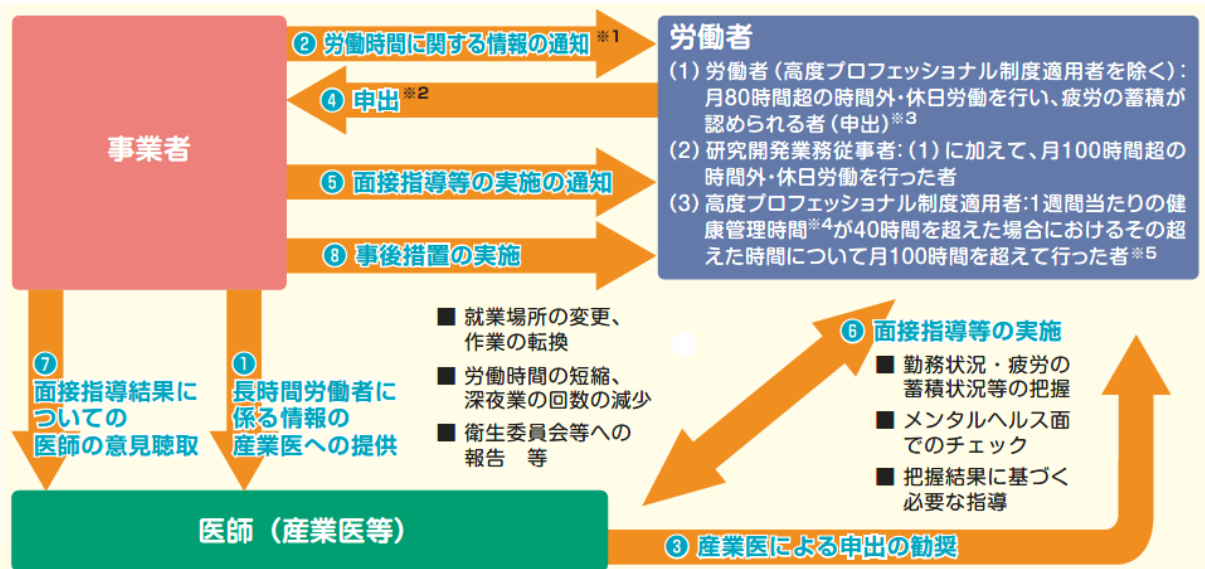 事業者
❷ 労働時間に関する情報の通知※1
❹ 申出※2
❺ 面接指導等の実施の通知
❽ 事後措置の実施
労働者
(1) 労働者(高度プロフェッショナル制度適用者を除く):
月80時間超の時間外・休日労働を行い、疲労の蓄積が
認められる者(申出)※3
(2) 研究開発業務従事者:(1)に加えて、月100時間超の
時間外・休日労働を行った者
(3) 高度プロフェッショナル制度適用者:1週間当たりの健
康管理時間※4が40時間を超えた場合におけるその超
えた時間について月100時間を超えて行った者※5
■ 就業場所の変更、
作業の転換
■ 労働時間の短縮、
深夜業の回数の減少
■ 衛生委員会等への
報告 等
❼
面接指導結果に
ついての
医師の意見聴取
❶
長時間労働者に
係る情報の
産業医への提供
❻ 面接指導等の実施
■ 勤務状況・疲労の
蓄積状況等の把握
■ メンタルヘルス面
でのチェック
■ 把握結果に基づく
必要な指導
医師(産業医等)
❸ 産業医による申出の勧奨